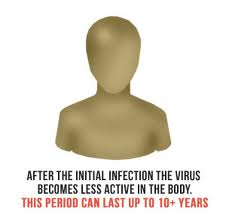 AFTER THE INITIAL INFECTION THE VIRUS
BECOMES LESS ACTIVE IN THE BODY.
THIS PERIOD CAN LAST UP TO 10+ YEARS